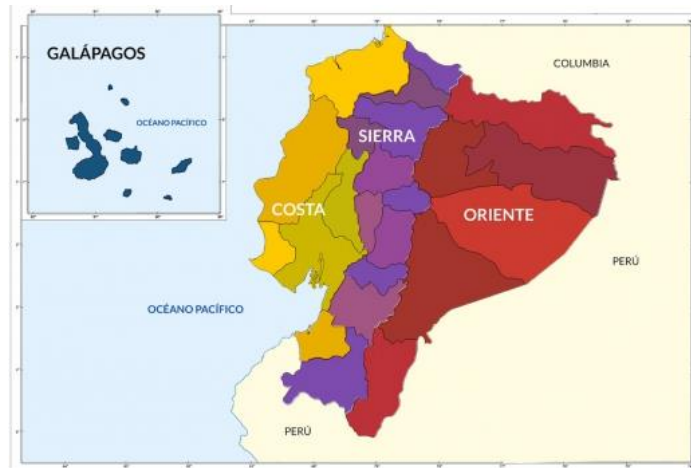 GALÁPAGOS
OCÉANO PACÍFICO
COLUMBIA
SIERRA
COSTA
ORIENTE
PERÚ
OCÉANO PACÍFICO
PERÚ